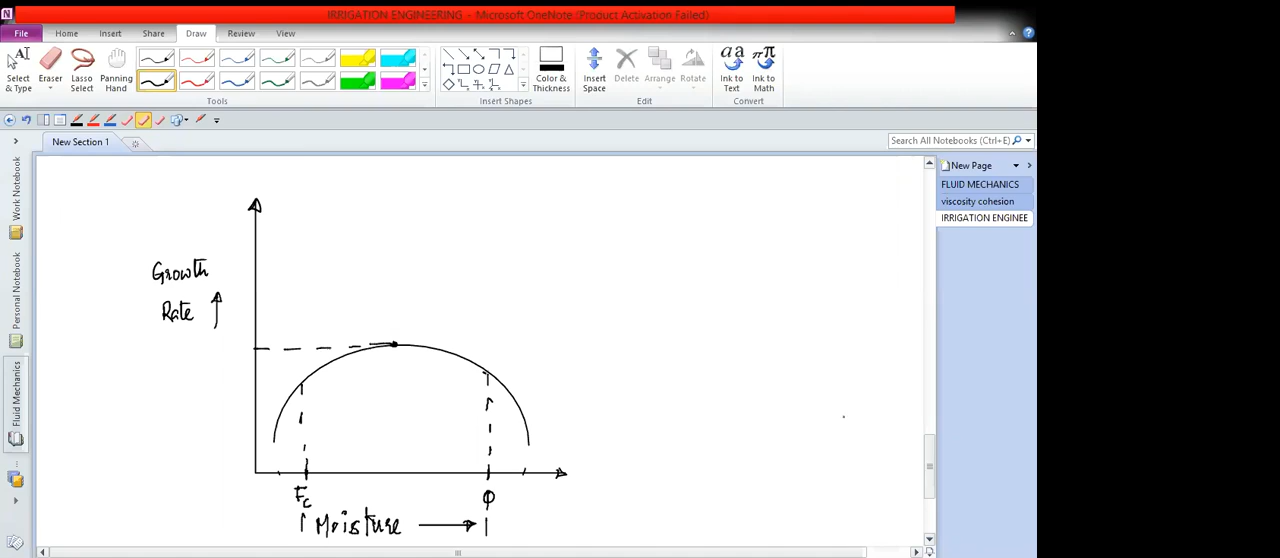 IRRIGATION ENGINEERING - Microsoft OneNote (Product Activation Failed)
File Home Insert Share Draw Review View
Select & Type
Eraser
Lasso Select
Panning Hand
Color & Thickness
Insert Space
Delete
Arrange
Rotate
Ink to Text
Ink to Math
Tools Insert Shapes Edit Convert
New Section 1
Search All Notebooks (Ctrl+E)
Work Notebook
Personal Notebook
Fluid Mechanics
New Page
FLUID MECHANICS
viscosity cohesion
IRRIGATION ENGINEE
Growth
Rate
Fc φ
Moisture